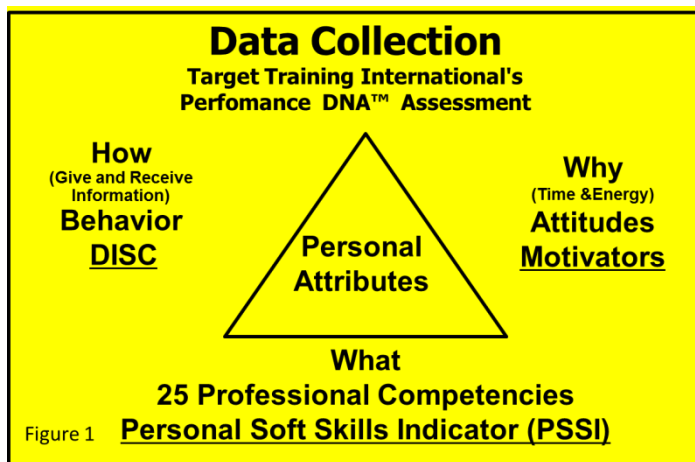 Data Collection
Target Training International's
Perfomance DNA™ Assessment
How
(Give and Receive
Information)
Behavior
DISC
Why
(Time &Energy)
Attitudes
Motivators
Personal
Attributes
What
25 Professional Competencies
Figure 1 Personal Soft Skills Indicator (PSSI)